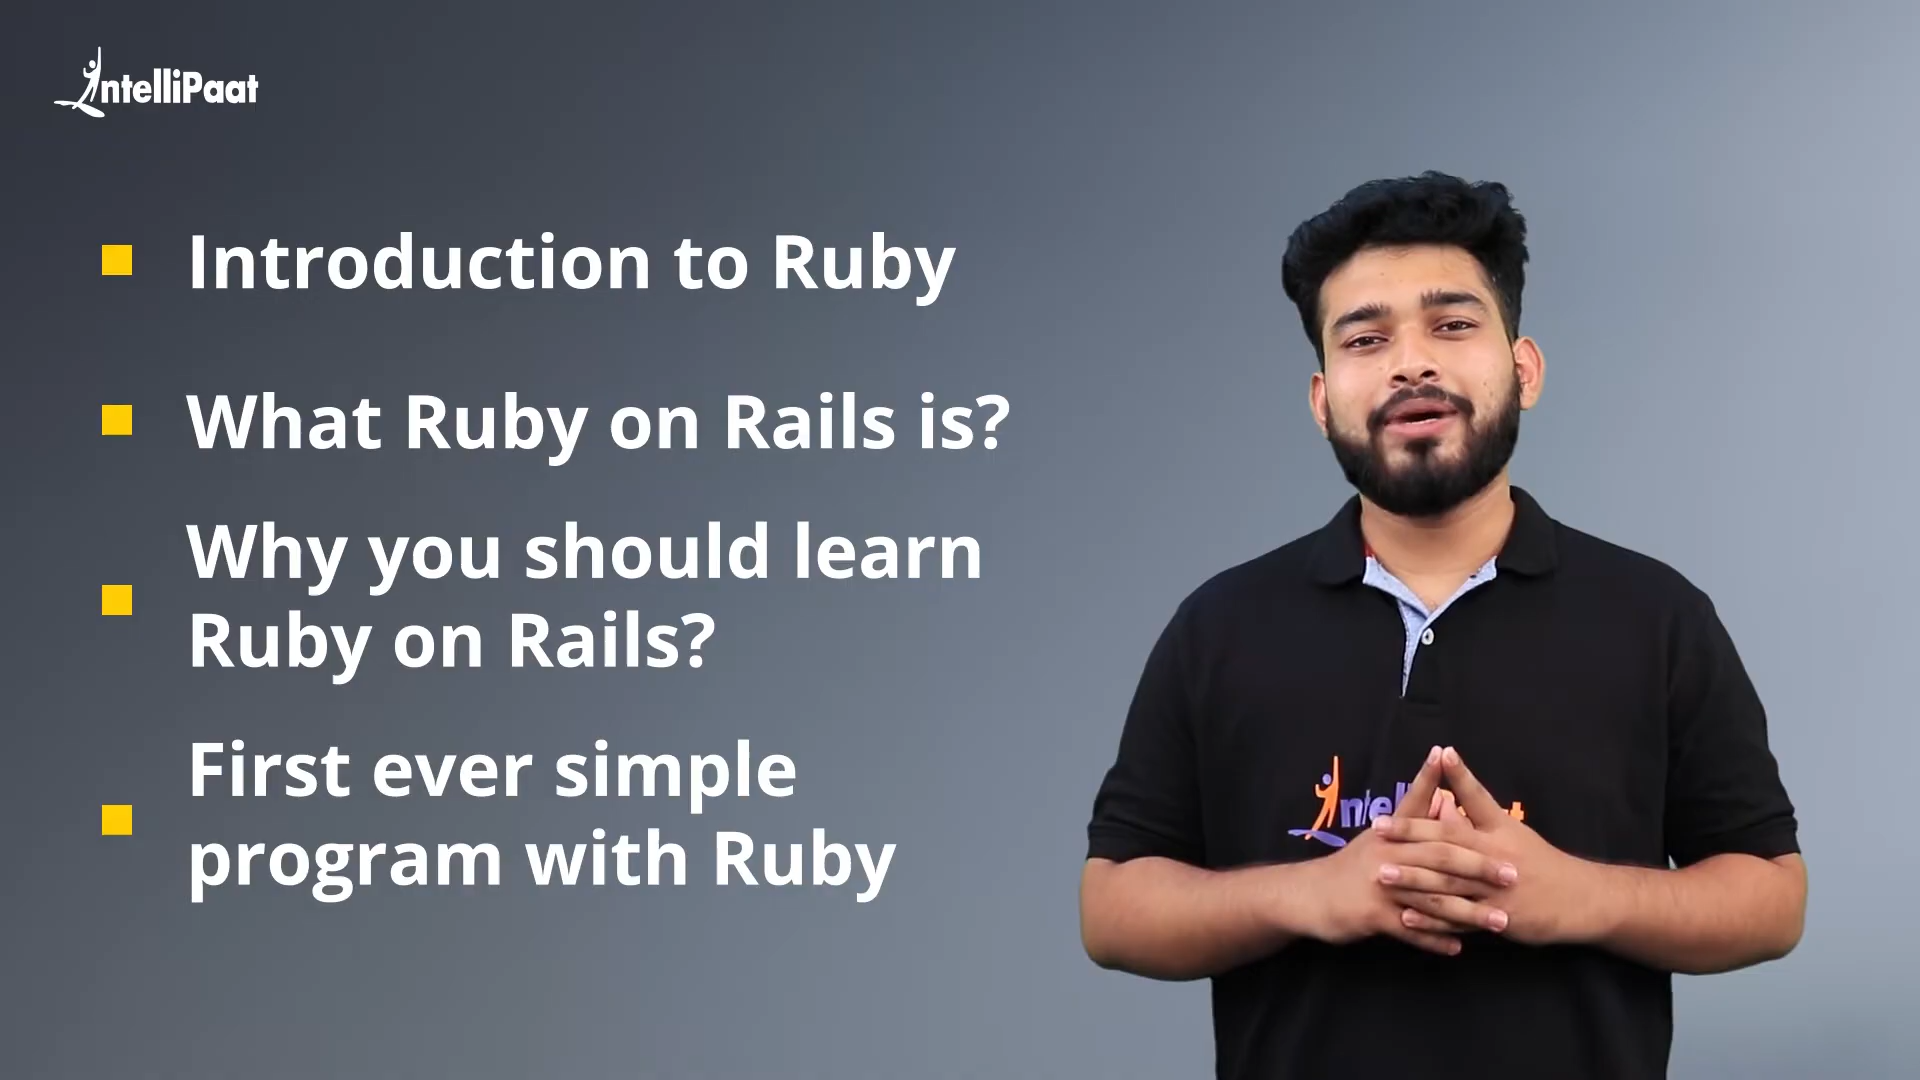 IntelliPaat
Introduction to Ruby
What Ruby on Rails is?
Why you should learn
Ruby on Rails?
First ever simple
program with Ruby